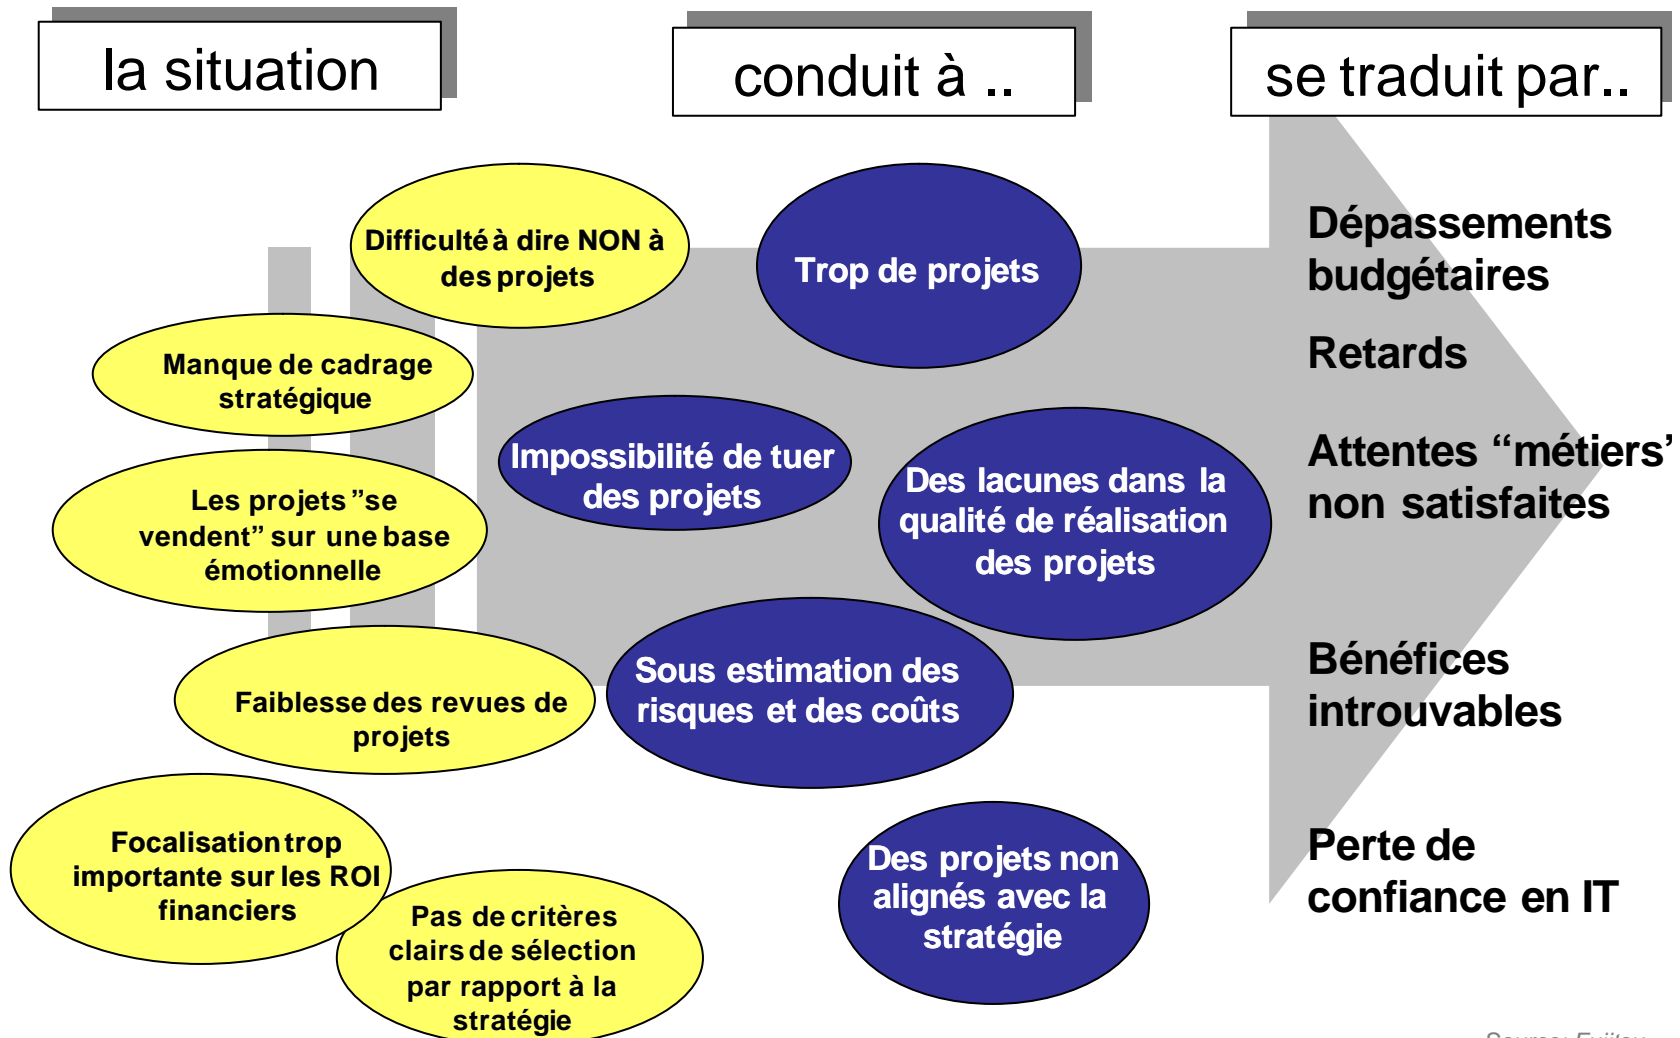 la situation
conduit à ..
se traduit par..
Difficulté à dire NON à
des projets
Manque de cadrage
stratégique
Les projets ”se
vendent” sur une base
émotionnelle
Faiblesse des revues de
projets
Focalisation trop
importante sur les ROI
financiers
Pas de critères
clairs de sélection
par rapport à la
stratégie
Trop de projets
Impossibilité de tuer
des projets
Des lacunes dans la
qualité de réalisation
des projets
Sous estimation des
risques et des coûts
Des projets non
alignés avec la
stratégie
Dépassements
budgétaires
Retards
Attentes “métiers”
non satisfaites
Bénéfices
introuvables
Perte de
confiance en IT
Source: Fujitsu